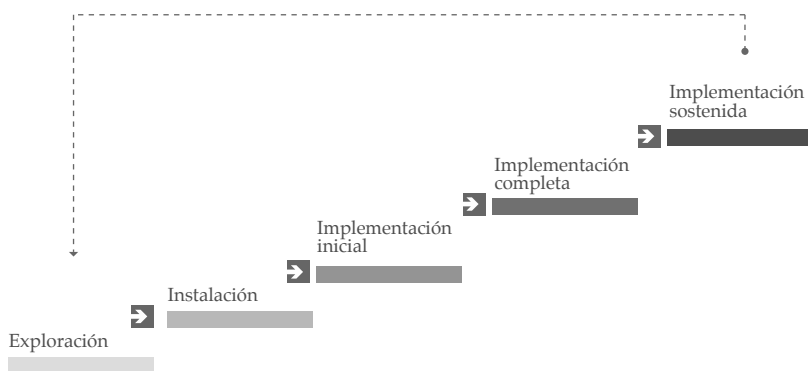 Implementación
sostenida
Implementación
completa
Implementación
inicial
Instalación
Exploración